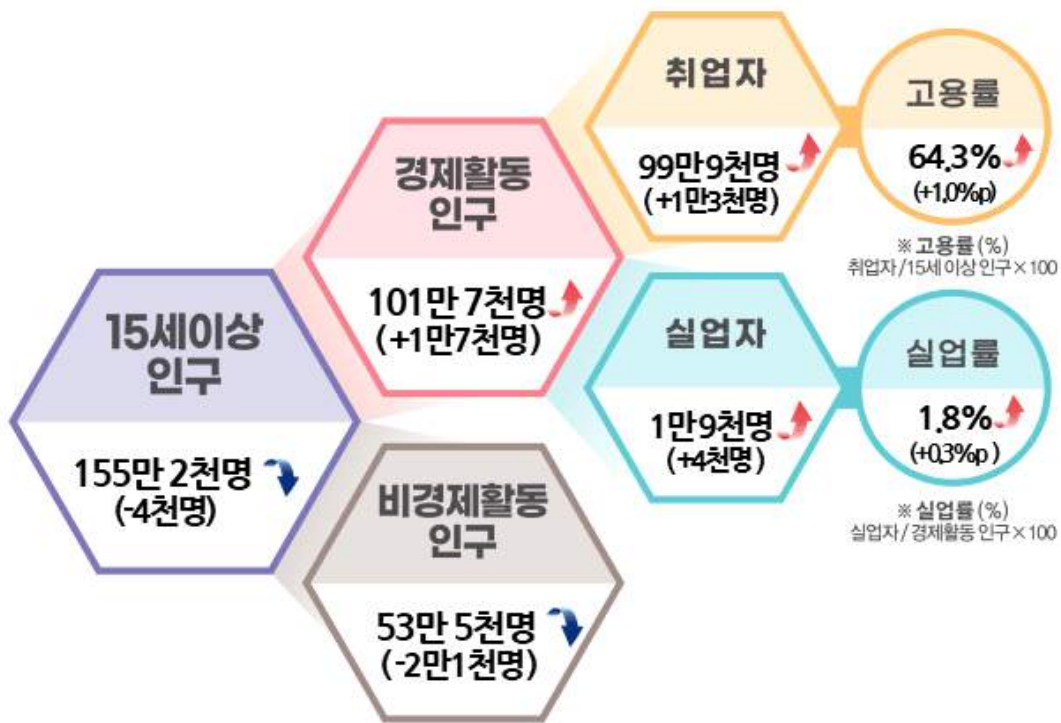 15세이상
인구
155만 2천명
(-4천명)
경제활동
인구
101만 7천명
(+1만7천명)
비경제활동
인구
53만 5천명
(-2만1천명)
취업자
99만 9천명
(+1만3천명)
고용률
64.3%
(+1.0%p)
※ 고용률 (%)
취업자 / 15세 이상 인구 × 100
실업자
1만 9천명
(+4천명)
실업률
1.8%
(+0.3%p )
※ 실업률 (%)
실업자 / 경제활동 인구 × 100